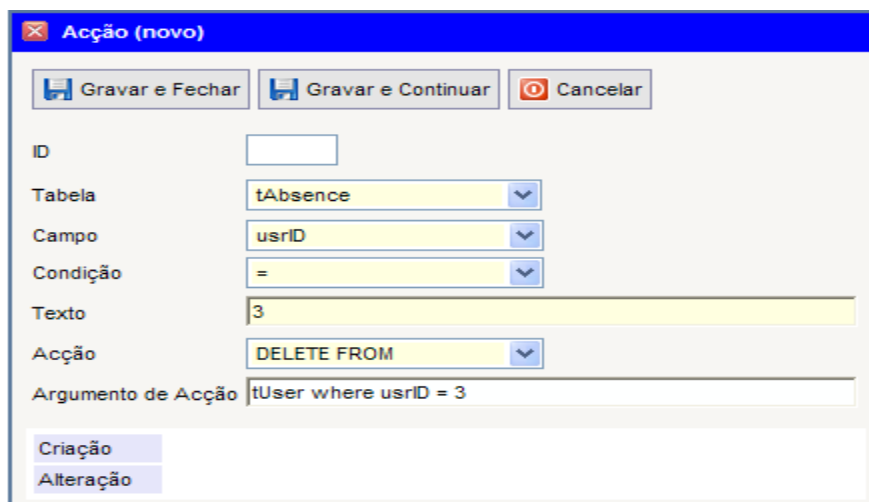 Acção (novo)
Gravar e Fechar Gravar e Continuar Cancelar
ID
Tabela tAbsence
Campo usrID
Condição =
Texto 3
Acção DELETE FROM
Argumento de Acção tUser where usrID = 3
Criação
Alteração